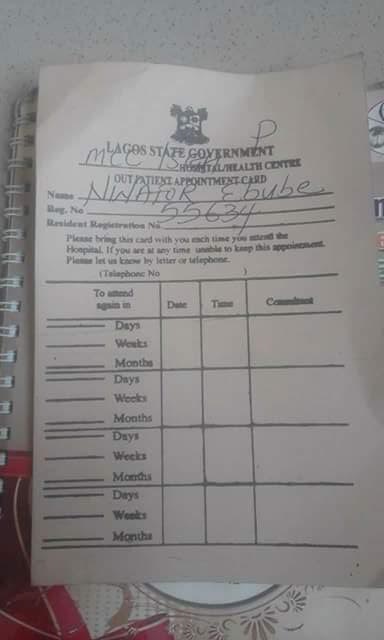 P
LAGOS STATE GOVERNMENT
MCC
HOSPITAL/HEALTH CENTRE
OUT PATIENT APPOINTMENT CARD
Name NWAFOR Ebube
Reg. No 55634
Resident Registration No
Please bring this card with you each time you attend the
Hospital. If you are at any time unable to keep this appointment.
Please let us know by letter or telephone.
(Telephone No )
To attend again in Date Time Consultant
Days
Weeks
Months
Days
Weeks
Months
Days
Weeks
Months
Days
Weeks
Months